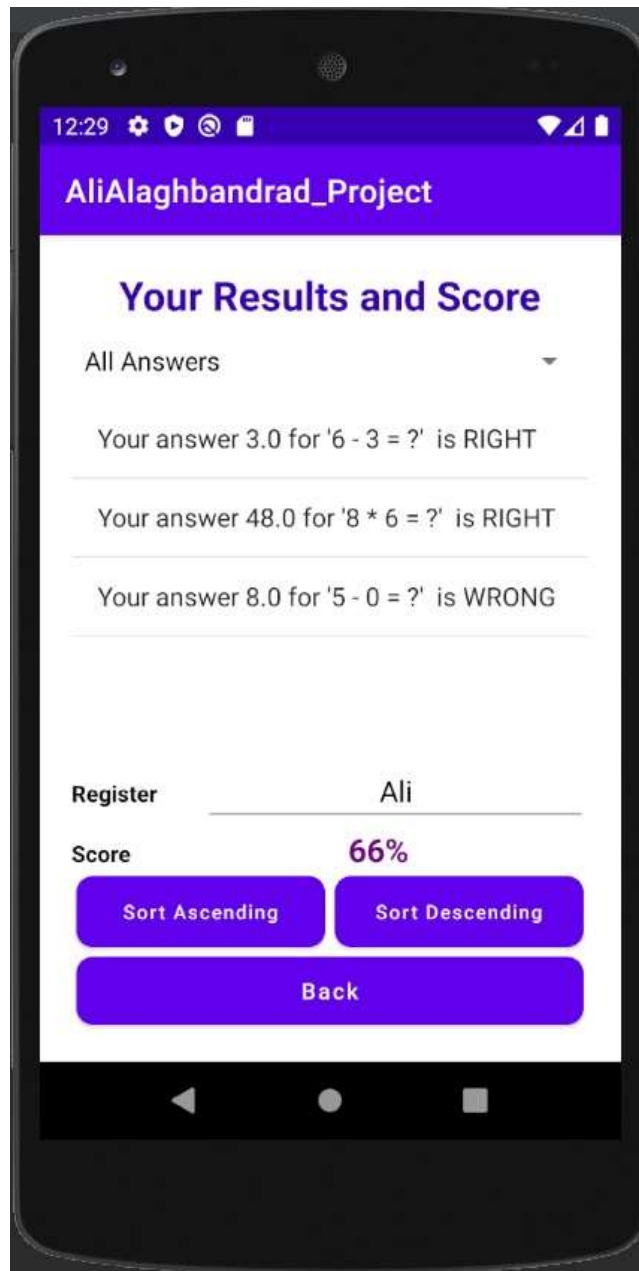 12:29
AliAlaghbandrad_Project
Your Results and Score
All Answers
Your answer 3.0 for '6 - 3 = ?'  is RIGHT
Your answer 48.0 for '8 * 6 = ?'  is RIGHT
Your answer 8.0 for '5 - 0 = ?'  is WRONG
Register Ali
Score 66%
Sort Ascending Sort Descending
Back